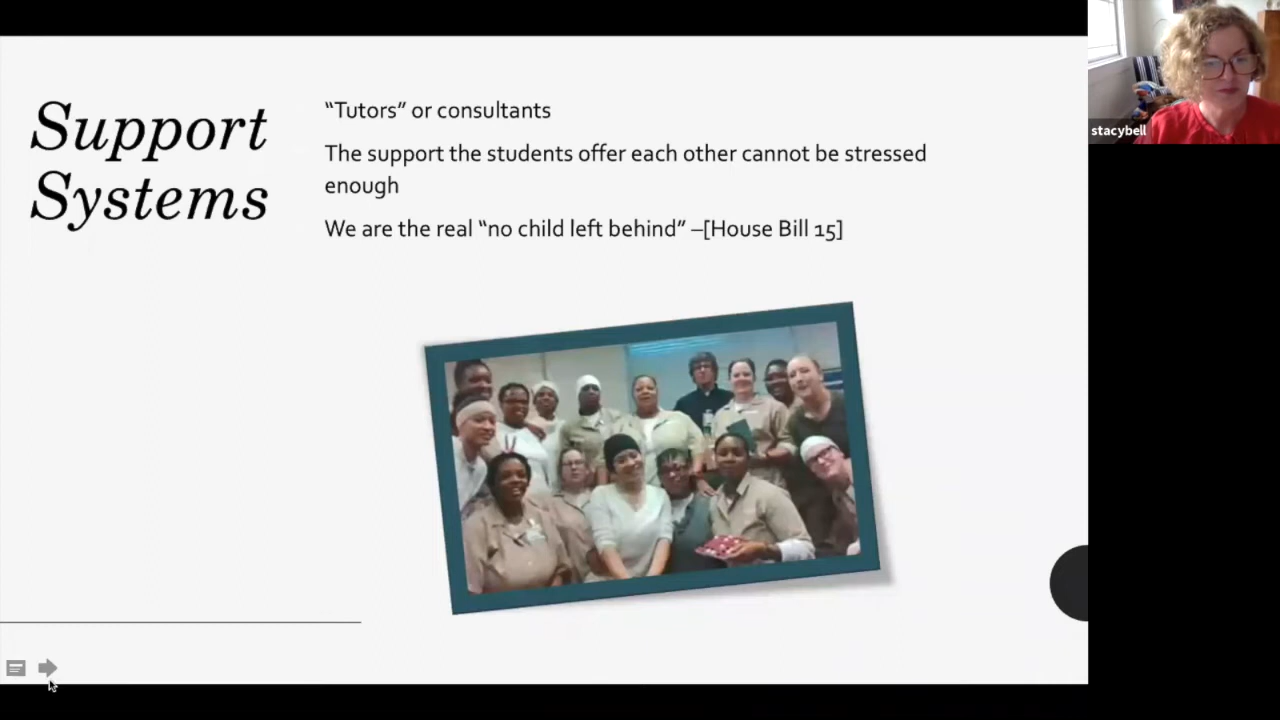 Support
Systems
“Tutors” or consultants
The support the students offer each other cannot be stressed
enough
We are the real “no child left behind” –[House Bill 15]
stacybell